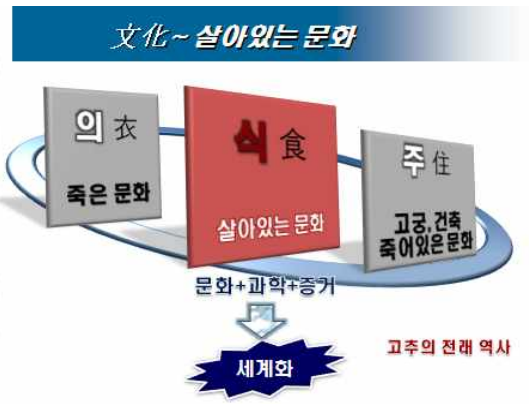 文化~ 살아있는 문화
의 衣
죽은 문화
식 食
살아있는 문화
주 住
고궁, 건축
죽어있은 문화
문화+과학+증거
세계화
고추의 전래 역사